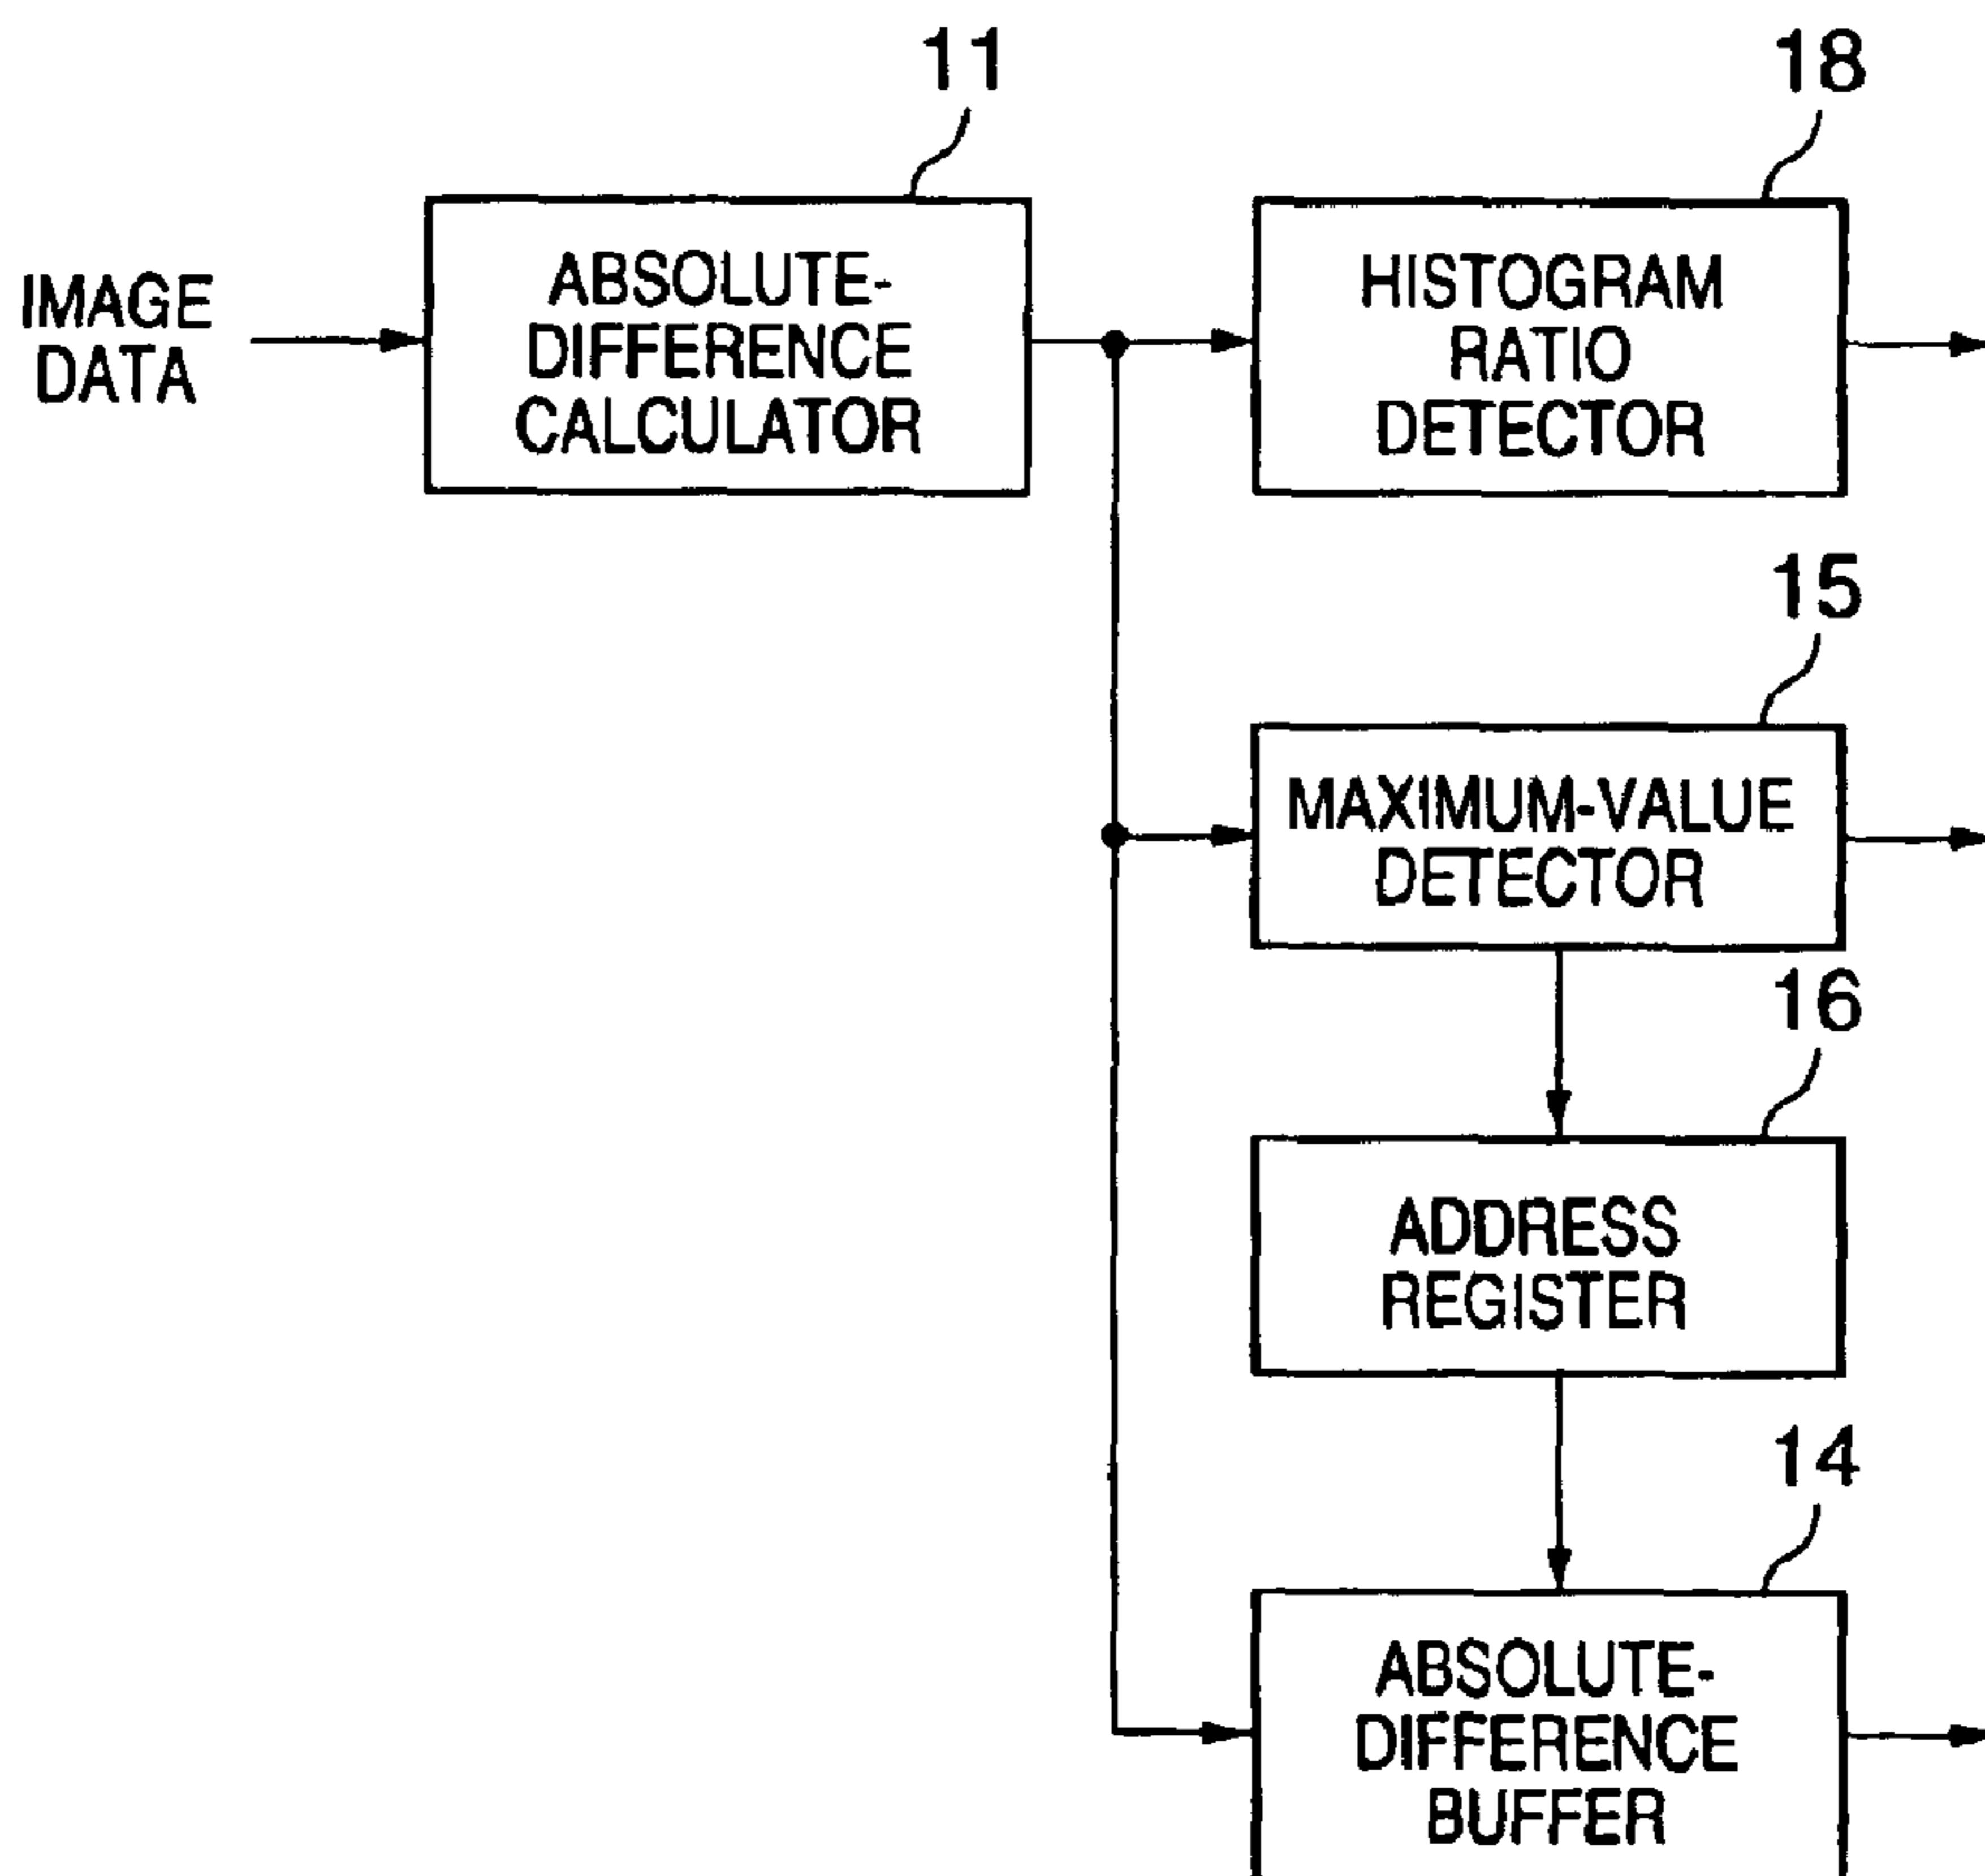 11
18
IMAGE
DATA
ABSOLUTE-
DIFFERENCE
CALCULATOR
HISTOGRAM
RATIO
DETECTOR
15
MAXIMUM-VALUE
DETECTOR
16
ADDRESS
REGISTER
14
ABSOLUTE-
DIFFERENCE
BUFFER